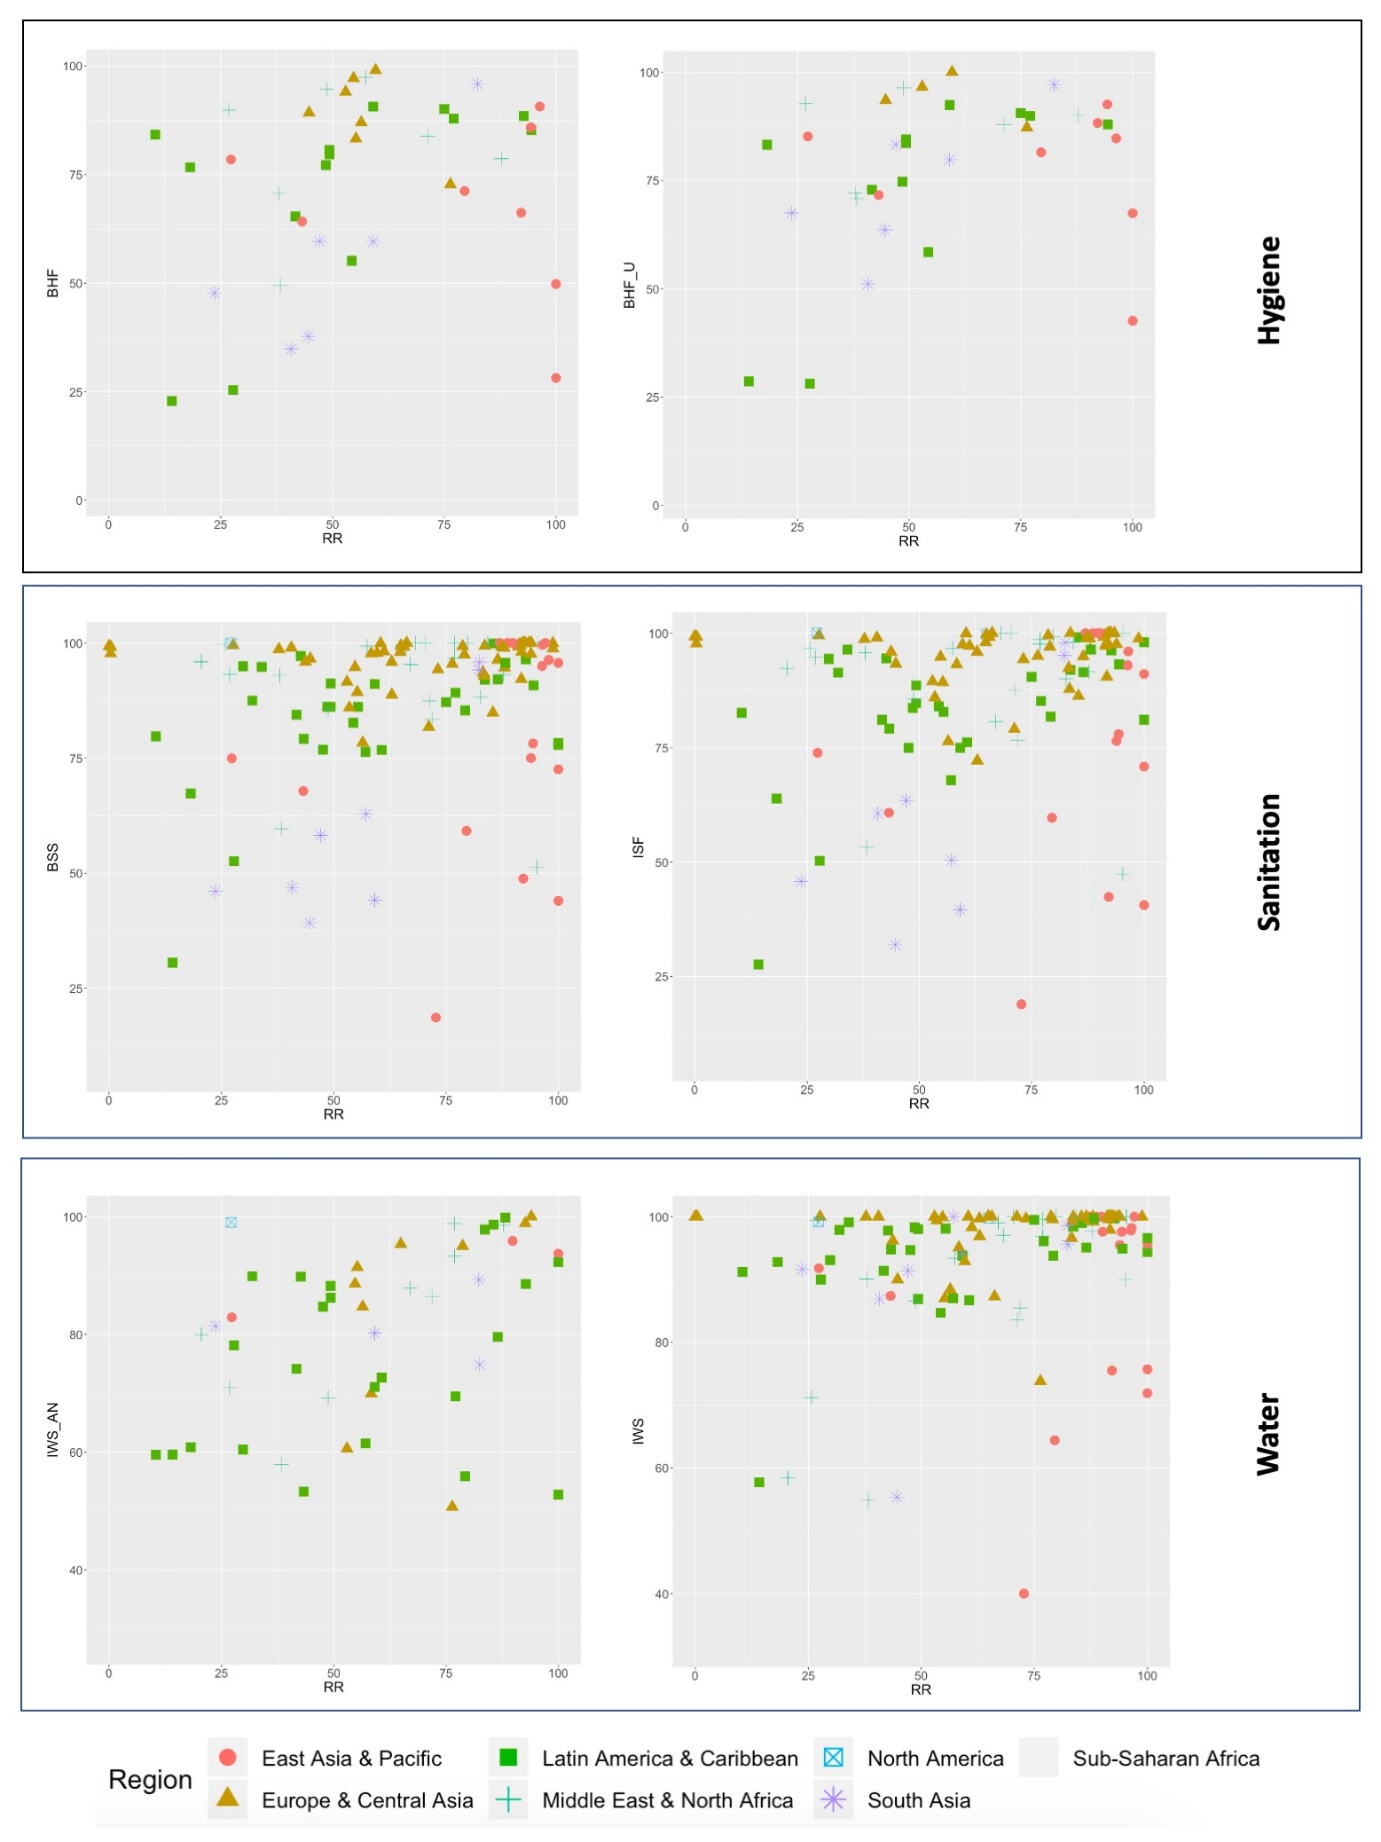 100
75
50
25
0
BHF
0 25 50 75 100
RR
100
75
50
25
0
BHF_U
0 25 50 75 100
RR
Hygiene
100
75
50
25
BSS
0 25 50 75 100
RR
100
75
50
25
ISF
0 25 50 75 100
RR
Sanitation
100
80
60
40
IWS_AN
0 25 50 75 100
RR
100
80
60
40
IWS
0 25 50 75 100
RR
Water
Region
East Asia & Pacific Latin America & Caribbean North America Sub-Saharan Africa
Europe & Central Asia Middle East & North Africa South Asia